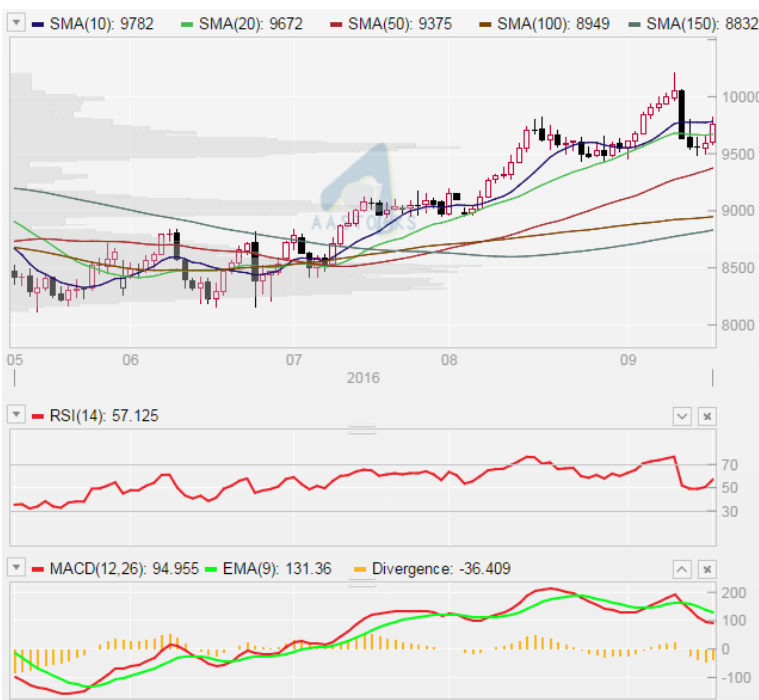 SMA(10): 9782 SMA(20): 9672 SMA(50): 9375 SMA(100): 8949 SMA(150): 8832
10000
9500
AASTOCKS
9000
8500
8000
05 06 07 08 09
2016
RSI(14): 57.125
70
50
30
MACD(12,26): 94.955 EMA(9): 131.36 Divergence: -36.409
200
100
0
-100